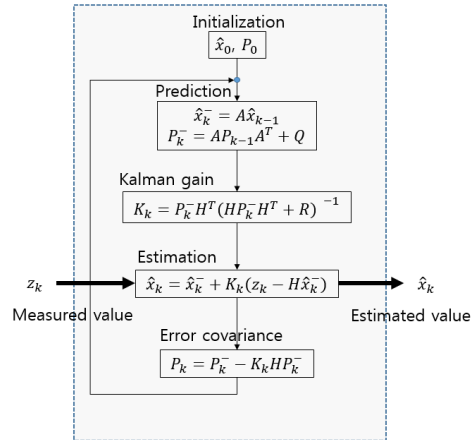 Initialization
x̂₀, P₀
Prediction
x̂ₖ⁻ = Ax̂ₖ₋₁
Pₖ⁻ = APₖ₋₁Aᵀ + Q
Kalman gain
Kₖ = Pₖ⁻Hᵀ(HPₖ⁻Hᵀ + R) ⁻¹
Estimation
zₖ
x̂ₖ = x̂ₖ⁻ + Kₖ(zₖ − Hx̂ₖ⁻)
x̂ₖ
Measured value
Estimated value
Error covariance
Pₖ = Pₖ⁻ − KₖHPₖ⁻